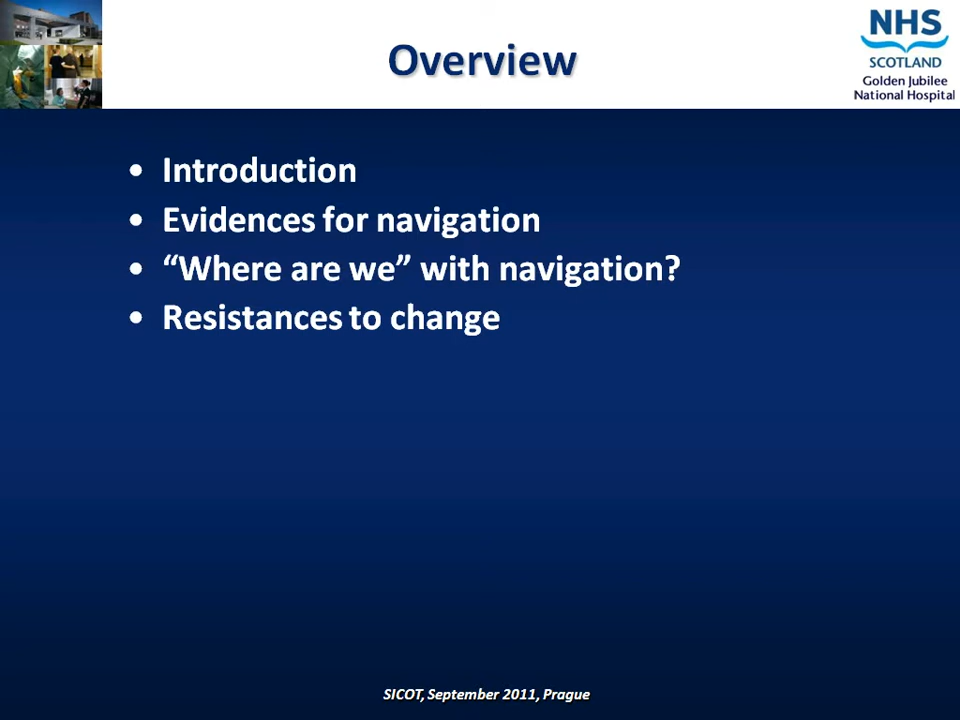 Overview
NHS
SCOTLAND
Golden Jubilee
National Hospital
• Introduction
• Evidences for navigation
• “Where are we” with navigation?
• Resistances to change
SICOT, September 2011, Prague